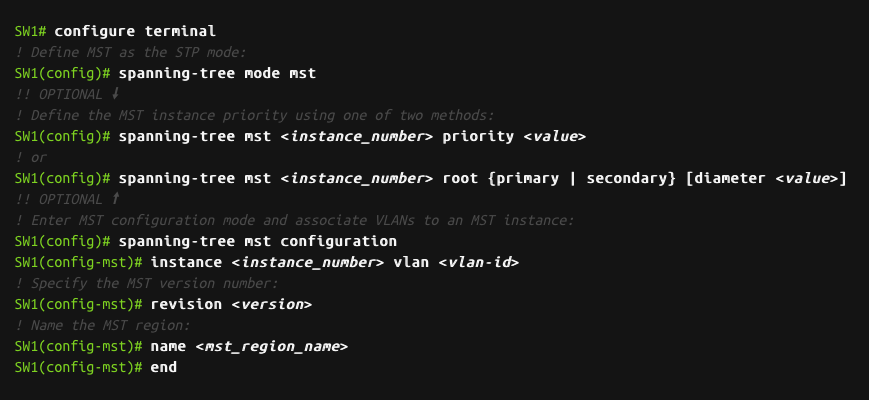 SW1# configure terminal
! Define MST as the STP mode:
SW1(config)# spanning-tree mode mst
!! OPTIONAL ⬇
! Define the MST instance priority using one of two methods:
SW1(config)# spanning-tree mst <instance_number> priority <value>
! or
SW1(config)# spanning-tree mst <instance_number> root {primary | secondary} [diameter <value>]
!! OPTIONAL ⬆
! Enter MST configuration mode and associate VLANs to an MST instance:
SW1(config)# spanning-tree mst configuration
SW1(config-mst)# instance <instance_number> vlan <vlan-id>
! Specify the MST version number:
SW1(config-mst)# revision <version>
! Name the MST region:
SW1(config-mst)# name <mst_region_name>
SW1(config-mst)# end